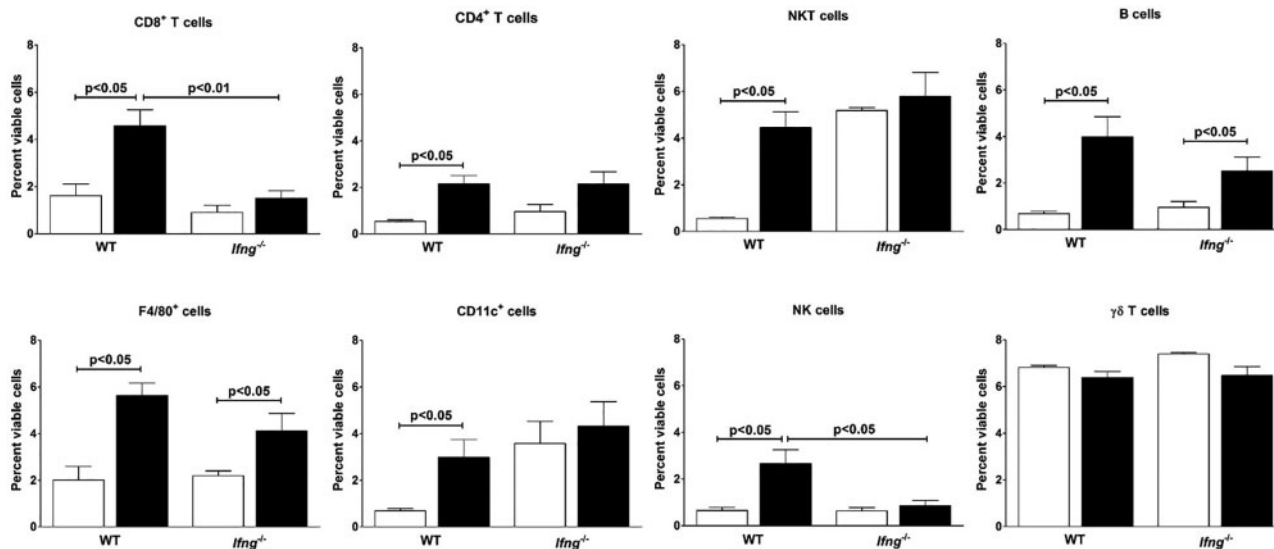 CD8⁺ T cells
Percent viable cells
8
6
4
2
0
p<0.05
p<0.01
WT
Ifng⁻/⁻
CD4⁺ T cells
Percent viable cells
8
6
4
2
0
p<0.05
WT
Ifng⁻/⁻
NKT
Percent viable cells
8
6
4
2
0
p<0.05
WT
Ifng⁻/⁻
B cells
Percent viable cells
8
6
4
2
0
p<0.05
p<0.05
WT
Ifng⁻/⁻
F4/80⁺ cells
Percent viable cells
8
6
4
2
0
p<0.05
p<0.05
WT
Ifng⁻/⁻
CD11c⁺ cells
Percent viable cells
8
6
4
2
0
p<0.05
WT
Ifng⁻/⁻
NK cells
Percent viable cells
8
6
4
2
0
p<0.05
p<0.05
WT
Ifng⁻/⁻
γδ T cells
Percent viable cells
8
6
4
2
0
WT
Ifng⁻/⁻